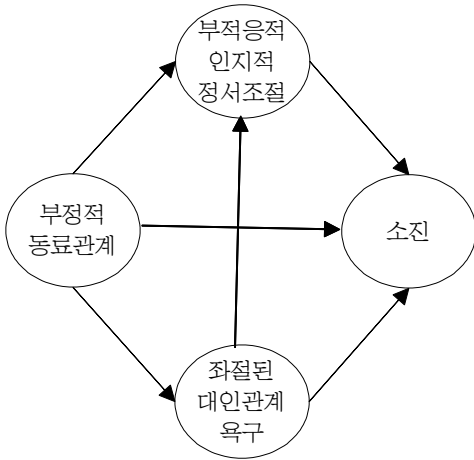 부적응적
인지적
정서조절
부정적
동료관계
소진
좌절된
대인관계
욕구